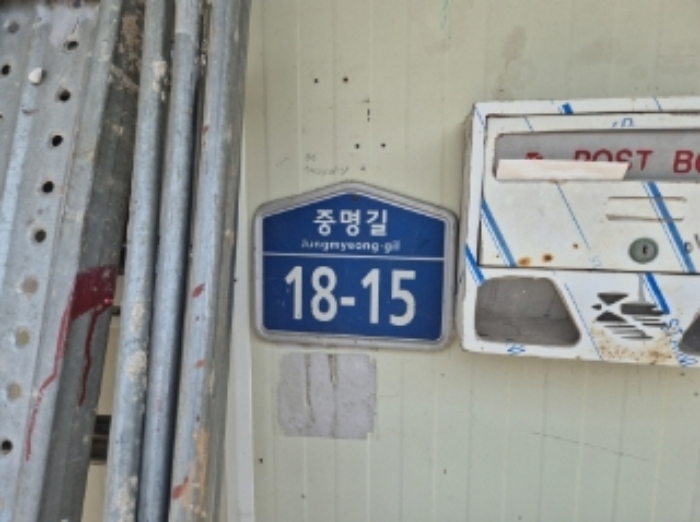 중명길
Jungmyeong-gil
18-15
POST BO